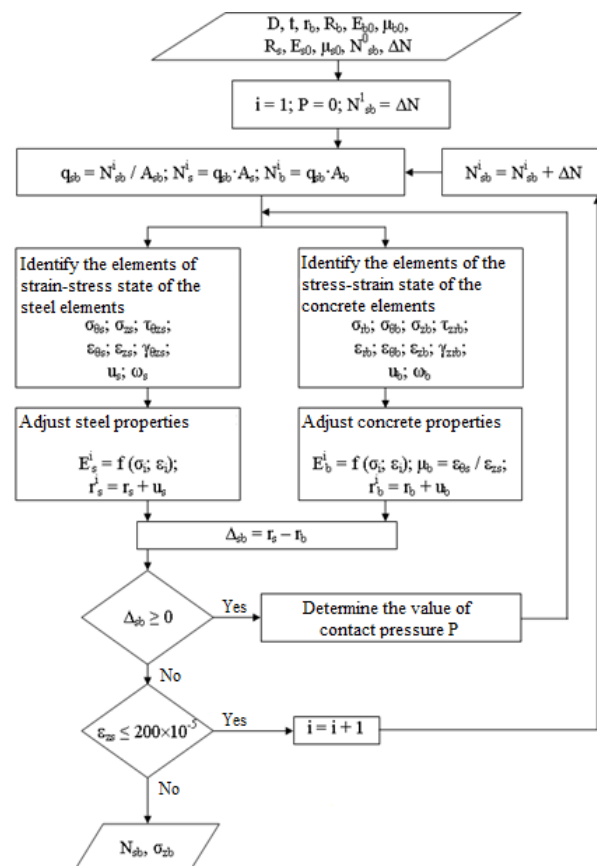 D, t, r_b, R_b, E_b0, μ_b0,
R_s, E_s0, μ_s0, N^0_sb, ΔN
i = 1; P = 0; N^1_sb = ΔN
q_sb = N^i_sb / A_sb; N^i_s = q_sb·A_s; N^i_b = q_sb·A_b
N^i_sb = N^i_sb + ΔN
Identify the elements of
strain-stress state of the
steel elements
σ_θs; σ_zs; τ_θzs;
ε_θs; ε_zs; γ_θzs;
u_s; ω_s
Identify the elements of the
stress-strain state of the
concrete elements
σ_rb; σ_θb; σ_zb; τ_zrb;
ε_rb; ε_θb; ε_zb; γ_zrb;
u_b; ω_b
Adjust steel properties
E^i_s = f (σ_i; ε_i);
r^i_s = r_s + u_s
Adjust concrete properties
E^i_b = f (σ_i; ε_i); μ_b = ε_θs / ε_zs;
r^i_b = r_b + u_b
Δ_sb = r_s – r_b
Δ_sb ≥ 0
Yes
Determine the value of
contact pressure P
No
ε_zs ≤ 200×10^-5
Yes
i = i + 1
No
N_sb, σ_zb